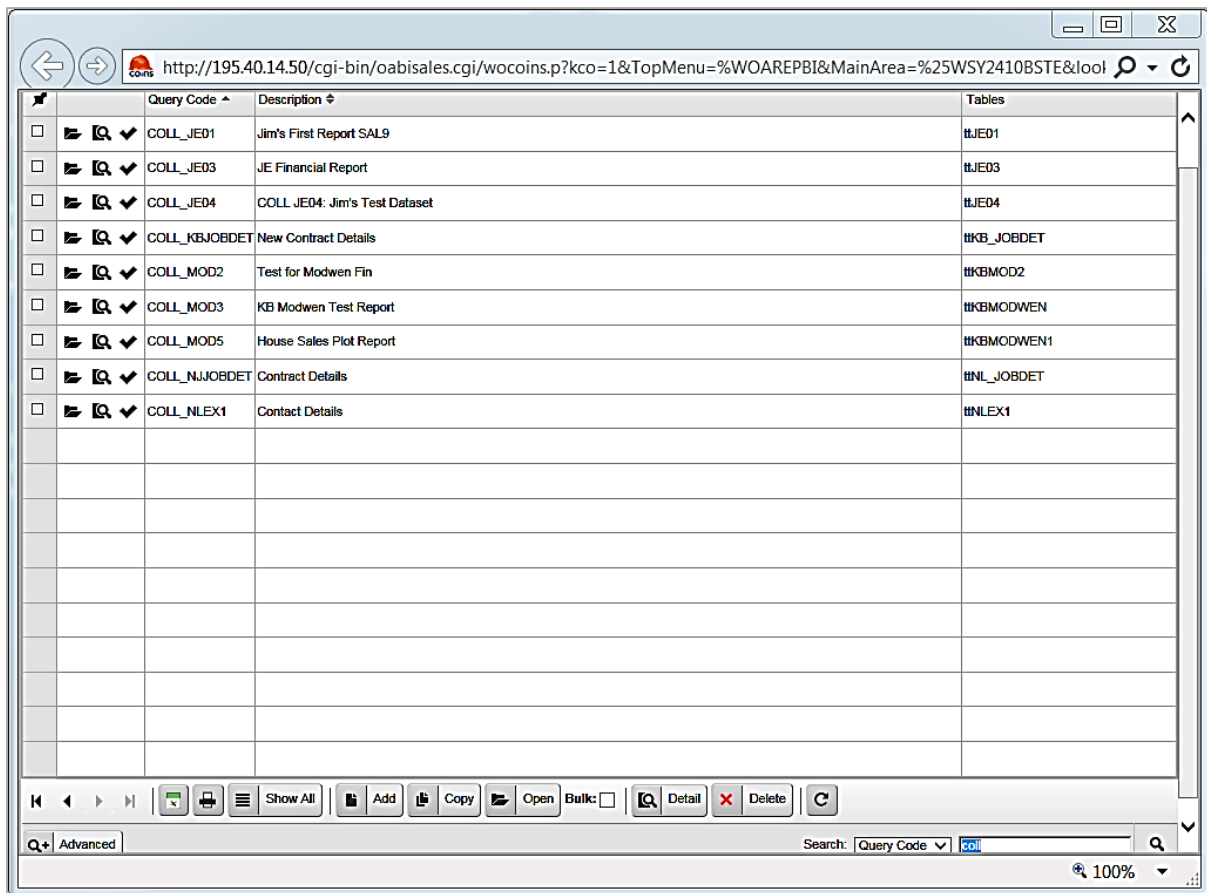 coins http://195.40.14.50/cgi-bin/oabisales.cgi/wocoins.p?kco=1&TopMenu=%WOAREPBI&MainArea=%25WSY2410BSTE&lool
Query Code Description Tables
COLL_JE01 Jim's First Report SAL9 ttJE01
COLL_JE03 JE Financial Report ttJE03
COLL_JE04 COLL JE04: Jim's Test Dataset ttJE04
COLL_KBJOBDET New Contract Details ttKB_JOBDET
COLL_MOD2 Test for Modwen Fin ttKBMOD2
COLL_MOD3 KB Modwen Test Report ttKBMODWEN
COLL_MOD5 House Sales Plot Report ttKBMODWEN1
COLL_NJJOBDET Contract Details ttNL_JOBDET
COLL_NLEX1 Contact Details ttNLEX1
Show All Add Copy Open Bulk: Detail Delete
Advanced Search: Query Code coll
100%